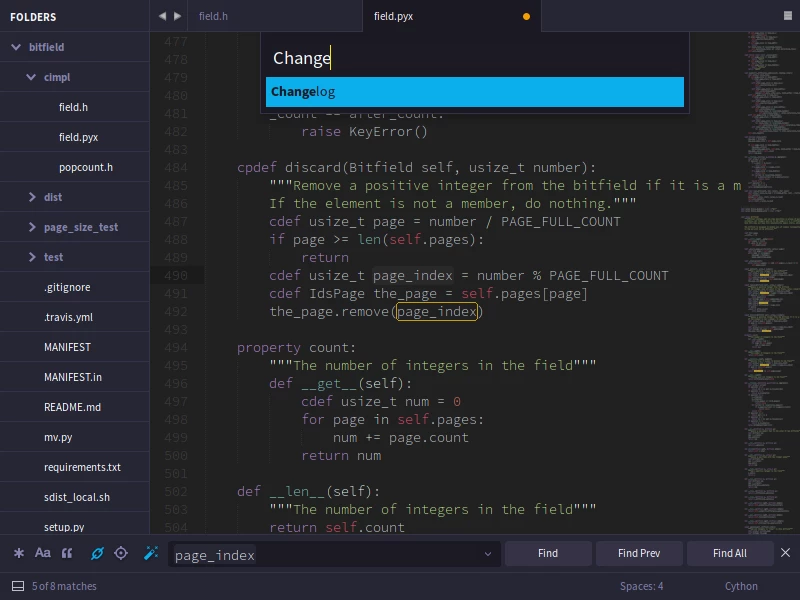 FOLDERS
bitfield
cimpl
field.h
field.pyx
popcount.h
dist
page_size_test
test
.gitignore
.travis.yml
MANIFEST
MANIFEST.in
README.md
mv.py
requirements.txt
sdist_local.sh
setup.py
field.h
field.pyx
Change
Changelog
477
478
479
480
481 _count == after_count:
482 raise KeyError()
483
484 cpdef discard(Bitfield self, usize_t number):
485 """Remove a positive integer from the bitfield if it is a m
486 If the element is not a member, do nothing."""
487 cdef usize_t page = number / PAGE_FULL_COUNT
488 if page >= len(self.pages):
489 return
490 cdef usize_t page_index = number % PAGE_FULL_COUNT
491 cdef IdsPage the_page = self.pages[page]
492 the_page.remove(page_index)
493
494 property count:
495 """The number of integers in the field"""
496 def __get__(self):
497 cdef usize_t num = 0
498 for page in self.pages:
499 num += page.count
500 return num
501
502 def __len__(self):
503 """The number of integers in the field"""
504 return self.count
Aa
page_index
Find
Find Prev
Find All
5 of 8 matches
Spaces: 4
Cython